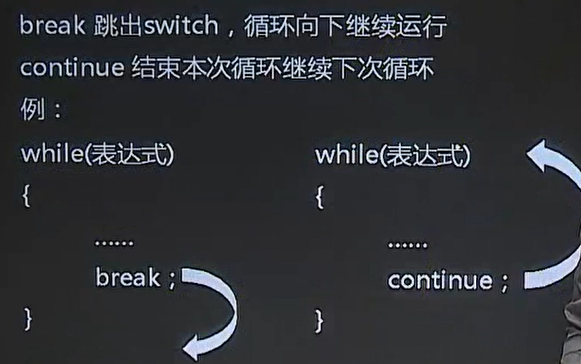 break 跳出switch，循环向下继续运行
continue 结束本次循环继续下次循环
例：
while(表达式)
{
……
break；
}
while(表达式)
{
……
continue；
}